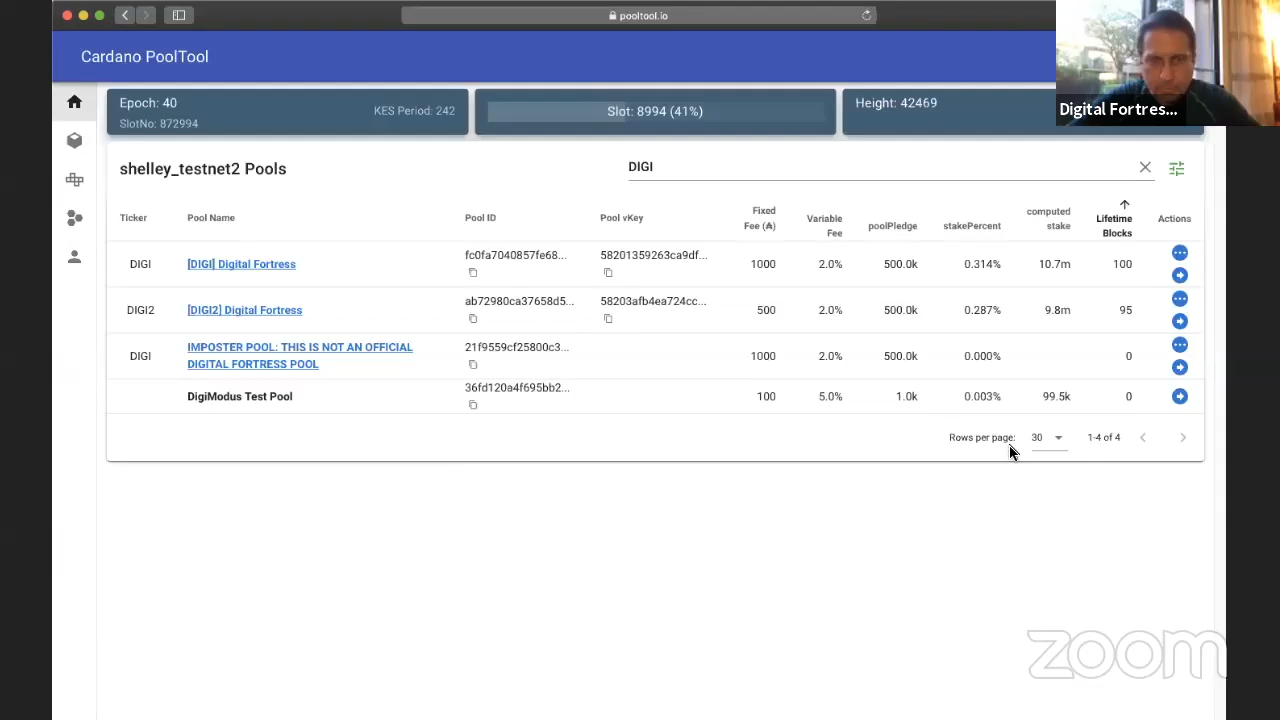 pooltool.io
Cardano PoolTool
Digital Fortres...
Epoch: 40
SlotNo: 872994
KES Period: 242
Slot: 8994 (41%)
Height: 42469
shelley_testnet2 Pools
DIGI
Ticker Pool Name Pool ID Pool vKey Fixed Fee (₳) Variable Fee poolPledge stakePercent computed stake Lifetime Blocks Actions
DIGI [DIGI] Digital Fortress fc0fa7040857fe68... 58201359263ca9df... 1000 2.0% 500.0k 0.314% 10.7m 100
DIGI2 [DIGI2] Digital Fortress ab72980ca37658d5... 58203afb4ea724cc... 500 2.0% 500.0k 0.287% 9.8m 95
DIGI IMPOSTER POOL: THIS IS NOT AN OFFICIAL
DIGITAL FORTRESS POOL 21f9559cf25800c3... 1000 2.0% 500.0k 0.000% 0
DigiModus Test Pool 36fd120a4f695bb2... 100 5.0% 1.0k 0.003% 99.5k 0
Rows per page: 30 1-4 of 4
zoom